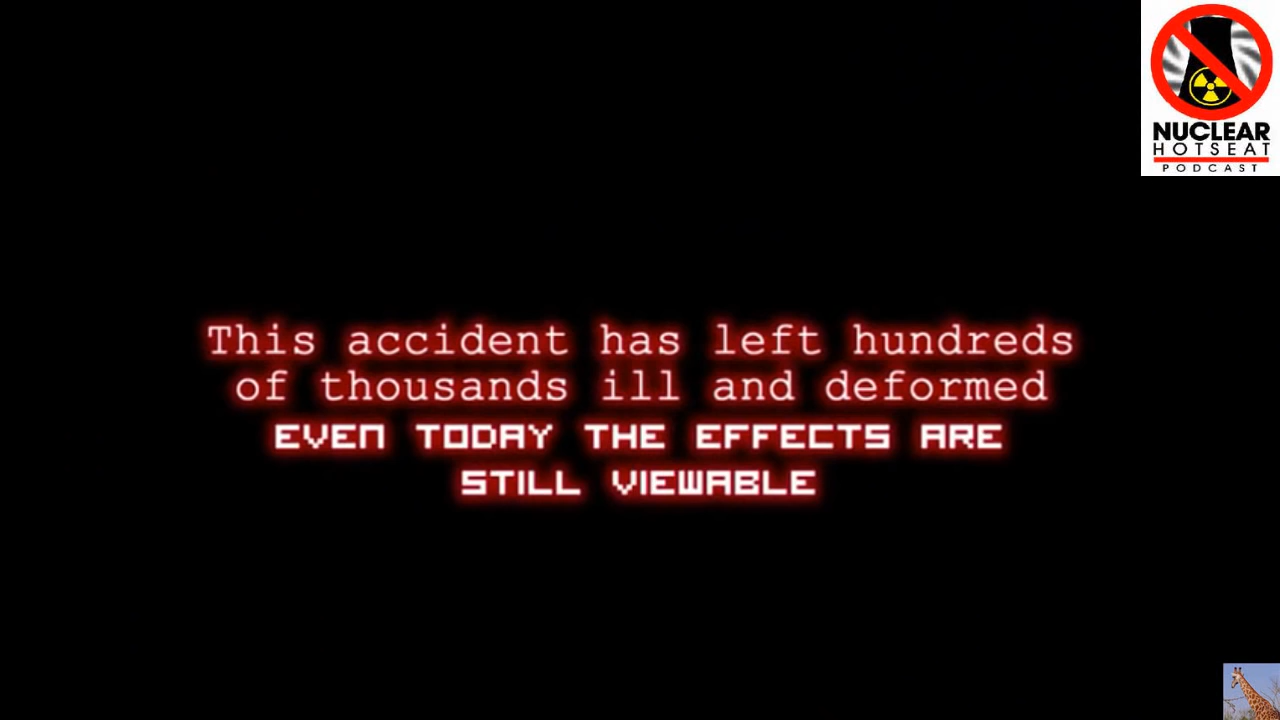 NUCLEAR
HOTSEAT
PODCAST
This accident has left hundreds
of thousands ill and deformed
EVEN TODAY THE EFFECTS ARE
STILL VIEWABLE